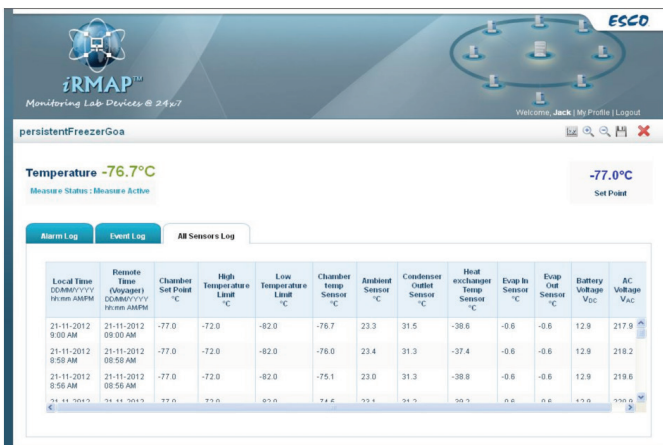 ESCO
iRMAP™
Monitoring Lab Devices @ 24x7
Welcome, Jack | My Profile | Logout
persistentFreezerGoa
Temperature -76.7°C
-77.0°C
Measure Status : Measure Active
Set Point
Alarm Log Event Log All Sensors Log
Local Time DD/MM/YYYY hh:mm AM/PM
Remote Time (Voyager) DD/MM/YYYY hh:mm AM/PM
Chamber Set Point °C
High Temperature Limit °C
Low Temperature Limit °C
Chamber temp Sensor °C
Ambient Sensor °C
Condenser Outlet Sensor °C
Heat exchanger Temp Sensor °C
Evap In Sensor °C
Evap Out Sensor °C
Battery Voltage VDC
AC Voltage VAC
21-11-2012 9:00 AM 21-11-2012 09:00 AM -77.0 -72.0 -82.0 -76.7 23.3 31.5 -38.6 -0.6 -0.6 12.9 217.9
21-11-2012 8:58 AM 21-11-2012 08:58 AM -77.0 -72.0 -82.0 -76.0 23.4 31.3 -37.4 -0.6 -0.6 12.9 218.2
21-11-2012 8:56 AM 21-11-2012 08:56 AM -77.0 -72.0 -82.0 -75.1 23.0 31.3 -38.8 -0.6 -0.6 12.9 219.6